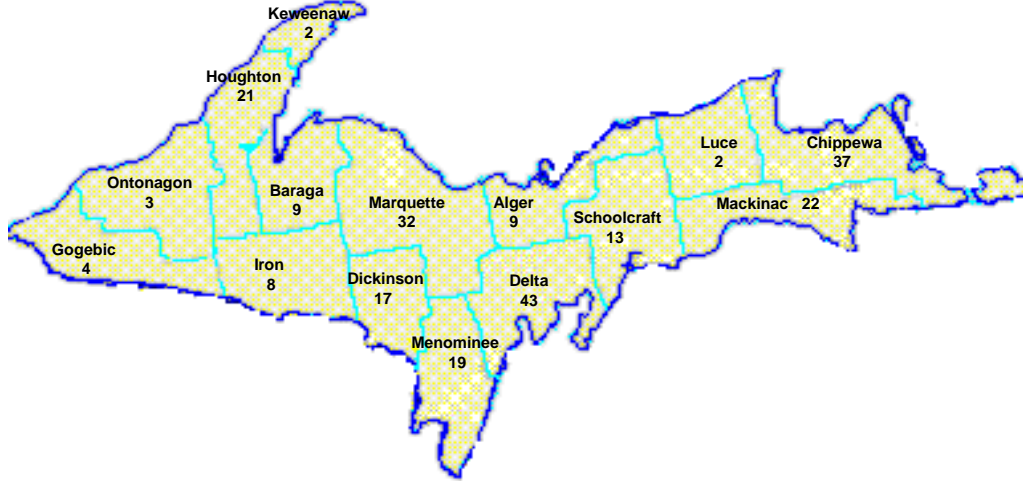 Keweenaw
2
Houghton
21
Ontonagon
3
Gogebic
4
Baraga
9
Iron
8
Marquette
32
Dickinson
17
Menominee
19
Alger
9
Delta
43
Schoolcraft
13
Luce
2
Mackinac 22
Chippewa
37